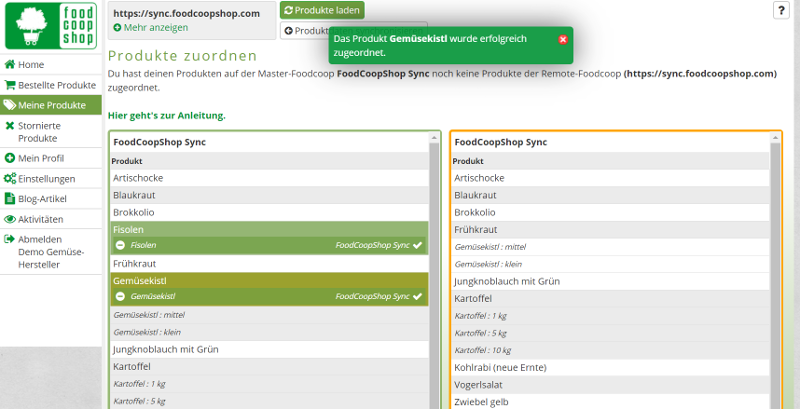 food
coop
shop
Home
Bestellte Produkte
Meine Produkte
Stornierte
Produkte
Mein Profil
Einstellungen
Blog-Artikel
Aktivitäten
Abmelden
Demo Gemüse-
Hersteller
https://sync.foodcoopshop.com
Mehr anzeigen
Produkte laden
Produkt
?
Das Produkt Gemüsekistl wurde erfolgreich
zugeordnet.
Produkte zuordnen
Du hast deinen Produkten auf der Master-Foodcoop FoodCoopShop Sync noch keine Produkte der Remote-Foodcoop (https://sync.foodcoopshop.com)
zugeordnet.
Hier geht's zur Anleitung.
FoodCoopShop Sync
Produkt
Artischocke
Blaukraut
Brokkolio
Fisolen
Fisolen FoodCoopShop Sync
Frühkraut
Gemüsekistl
Gemüsekistl FoodCoopShop Sync
Gemüsekistl : mittel
Gemüsekistl : klein
Jungknoblauch mit Grün
Kartoffel
Kartoffel : 1 kg
Kartoffel : 5 kg
FoodCoopShop Sync
Produkt
Artischocke
Blaukraut
Brokkolio
Frühkraut
Gemüsekistl : mittel
Gemüsekistl : klein
Jungknoblauch mit Grün
Kartoffel
Kartoffel : 1 kg
Kartoffel : 5 kg
Kartoffel : 10 kg
Kohlrabi (neue Ernte)
Vogerlsalat
Zwiebel gelb